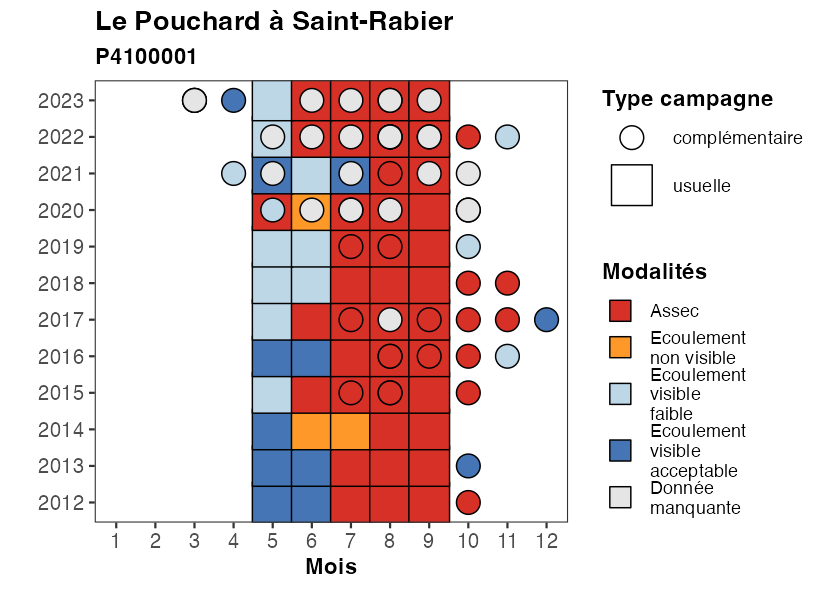 Le Pouchard à Saint-Rabier
P4100001
2023
2022
2021
2020
2019
2018
2017
2016
2015
2014
2013
2012
1 2 3 4 5 6 7 8 9 10 11 12
Mois
Type campagne
complémentaire
usuelle
Modalités
Assec
Ecoulement
non visible
Ecoulement
visible
faible
Ecoulement
visible
acceptable
Donnée
manquante